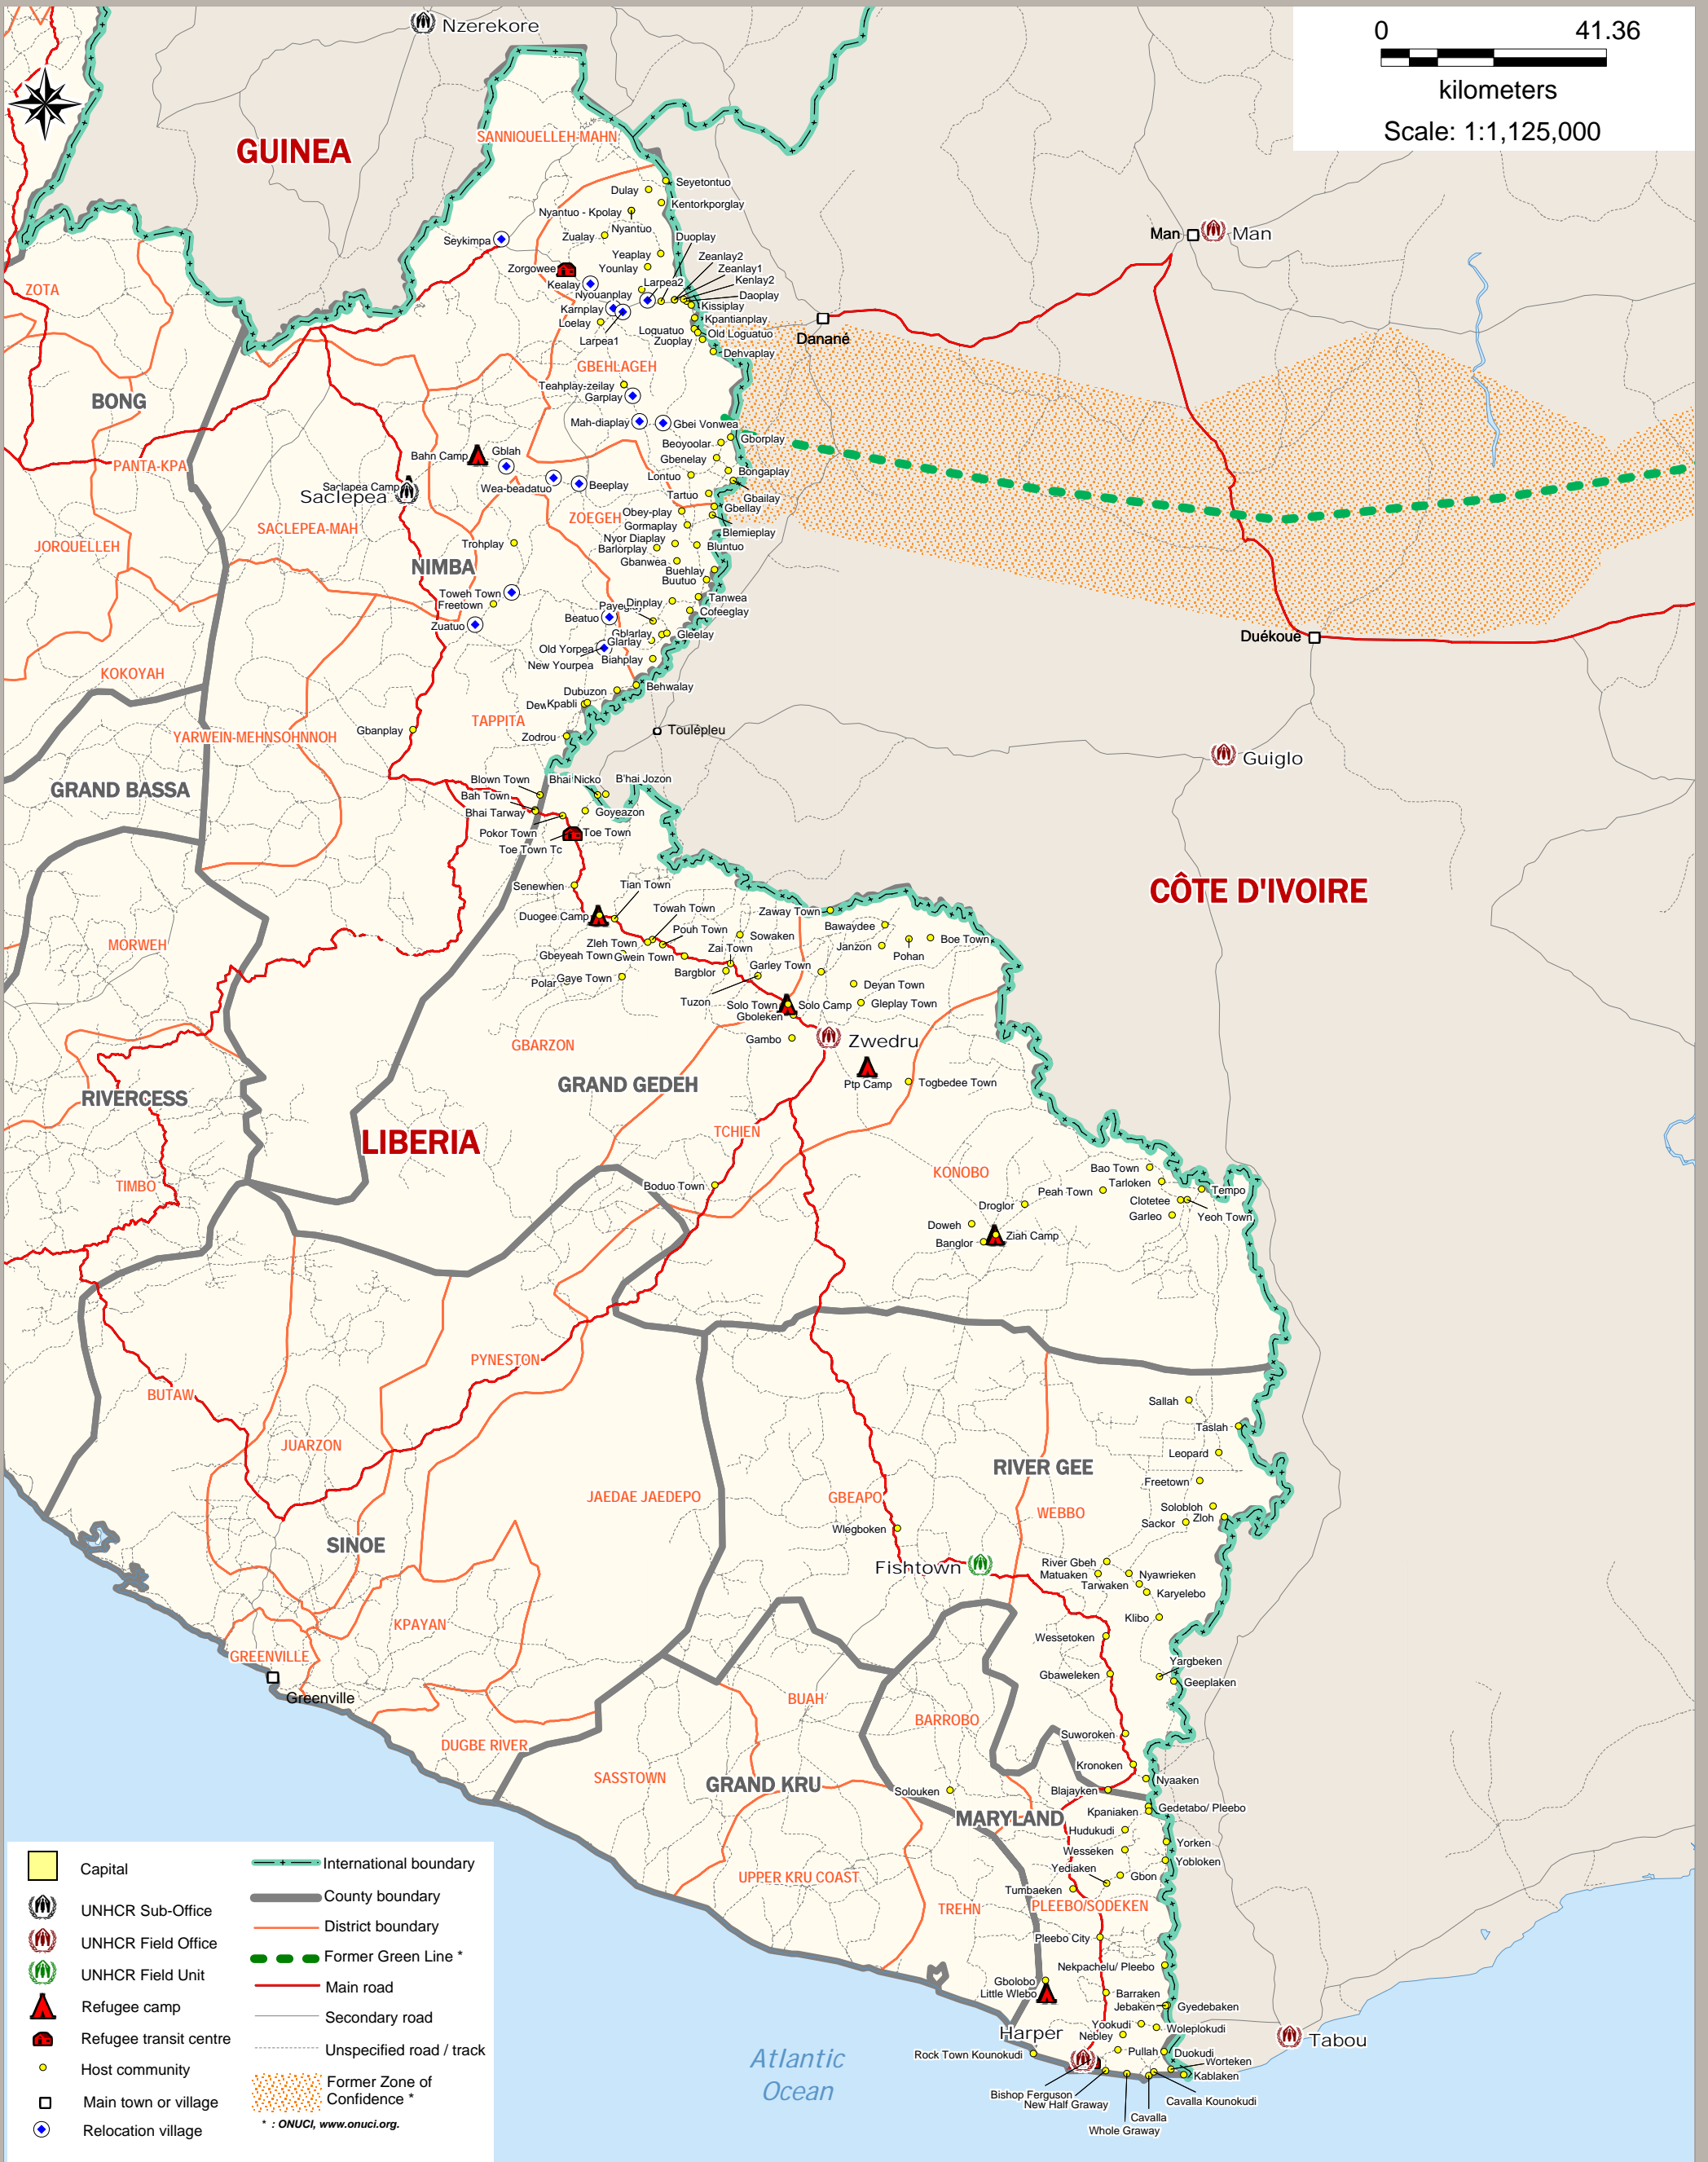 Nzerekore
0 41.36
kilometers
Scale: 1:1,125,000
GUINEA
SANNIQUELLEH-MAHN
Seyetontuo
Dulay
Kentorkporglay
Nyantuo - Kpolay
Nyantuo
Zualay
Duoplay
Seykimpa
Man
Man
Yeaplay
Zeanlay2
Younlay
Zeanlay1
Zorgowee
Kenlay2
Kealay
Larpea2
Nyouanplay
Daoplay
ZOTA
Karnplay
Kissiplay
Kpantianplay
Loelay
Loguatuo
Old Loguatuo
Larpea1
Zuoplay
Danané
Dehvaplay
GBEHLAGEH
Teahplay-zeilay
Garplay
BONG
Mah-diaplay
Gbei Vonwea
Gborplay
Beoyoolar
Bahn Camp
Gblah
Gbenelay
PANTA-KPA
Bongaplay
Lontuo
Saclapea Camp
Saclepea
Wea-beadatuo
Beeplay
Tartuo
Gbailay
Gbellay
Obey-play
ZOEGEH
SACLEPEA-MAH
Gormaplay
Blemieplay
Nyor Diaplay
Trohplay
Barlorplay
Bluntuo
JORQUELLEH
Gbanwea
NIMBA
Buehlay
Buutuo
Toweh Town
Tanwea
Freetown
Dinplay
Cofeeglay
Beatuo
Zuatuo
Gleelay
Glarlay
Duékoué
Old Yorpea
Biahplay
New Yourpea
KOKOYAH
Behwalay
Dubuzon
Kpabli
TAPPITA
Gbanplay
Zodrou
Toulépleu
YARWEIN-MEHNSOHNNOH
Guiglo
GRAND BASSA
Blown Town
Bhai Nicko
B'hai Jozon
Bah Town
Bhai Tarway
Goyeazon
Pokor Town
Toe Town
Toe Town Tc
Senewhen
Tian Town
CÔTE D'IVOIRE
Duogee Camp
Towah Town
Zaway Town
Bawaydee
Pouh Town
MORWEH
Zleh Town
Sowaken
Boe Town
Janzon
Zai Town
Gbeyeah Town
Gwein Town
Pohan
Garley Town
Bargblor
Gaye Town
Polar
Deyan Town
Tuzon
Solo Town
Solo Camp
Gleplay Town
Gboleken
Gambo
Zwedru
GBARZON
Ptp Camp
Togbedee Town
GRAND GEDEH
RIVERCESS
LIBERIA
TCHIEN
KONOBO
Bao Town
Tarloken
TIMBO
Boduo Town
Peah Town
Tempo
Clotetee
Droglor
Garleo
Yeoh Town
Doweh
Banglor
Ziah Camp
PYNESTON
BUTAW
Sallah
Taslah
JUARZON
Leopard
RIVER GEE
Freetown
JAEDAE JAEDEPO
GBEAPO
Solobloh
WEBBO
Zloh
Sackor
Wlegboken
SINOE
River Gbeh
Fishtown
Matuaken
Nyawrieken
Tarwaken
Karyelebo
Klibo
KPAYAN
Wessetoken
GREENVILLE
Yargbeken
Gbaweleken
Geeplaken
Greenville
BUAH
BARROBO
Suworoken
DUGBE RIVER
Kronoken
SASSTOWN
GRAND KRU
Nyaaken
Solouken
Blajayken
Gedetabo/ Pleebo
Kpaniaken
MARYLAND
Hudukudi
Yorken
Wesseken
Yobloken
Yediaken
UPPER KRU COAST
Gbon
Tumbaeken
TREHN
PLEEBO/SODEKEN
Pleebo City
Nekpachelu/ Pleebo
Gbolobo
Little Wlebo
Barraken
Jebaken
Gyedebaken
Yookudi
Woleplokudi
Harper
Nebley
Tabou
Rock Town Kounokudi
Pullah
Duokudi
Worteken
Kablaken
Bishop Ferguson
New Half Graway
Cavalla Kounokudi
Cavalla
Whole Graway
Atlantic
Ocean
Capital
UNHCR Sub-Office
UNHCR Field Office
UNHCR Field Unit
Refugee camp
Refugee transit centre
Host community
Main town or village
Relocation village
International boundary
County boundary
District boundary
Former Green Line *
Main road
Secondary road
Unspecified road / track
Former Zone of
Confidence *
* : ONUCI, www.onuci.org.